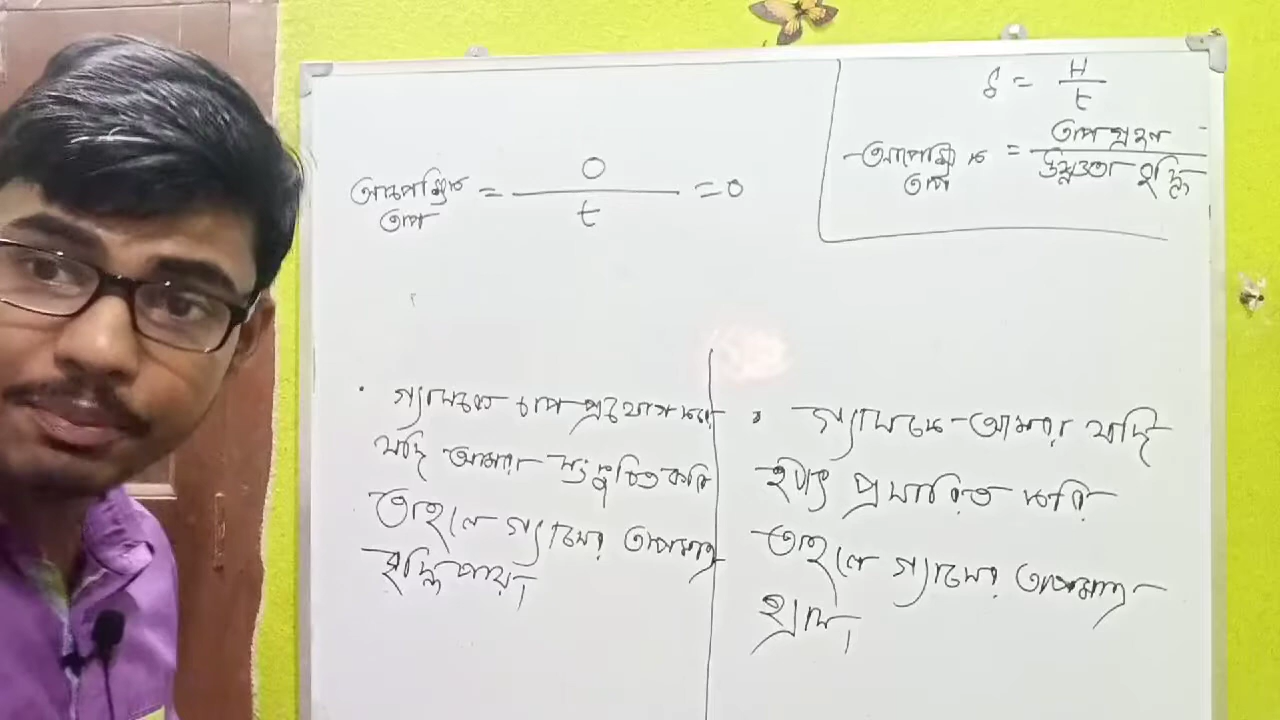 আপেক্ষিক তাপ = 0 / t = 0
S = H / t
আপেক্ষিক তাপ = তাপ গ্রহণ / উষ্ণতা বৃদ্ধি
• গ্যাসকে চাপ প্রয়োগ করে
যদি আমরা সংকুচিত করি
তাহলে গ্যাসের তাপমাত্রা
বৃদ্ধি পায়।
• গ্যাসকে আমরা যদি
হঠাৎ প্রসারিত করি
তাহলে গ্যাসের তাপমাত্রা
হ্রাস।